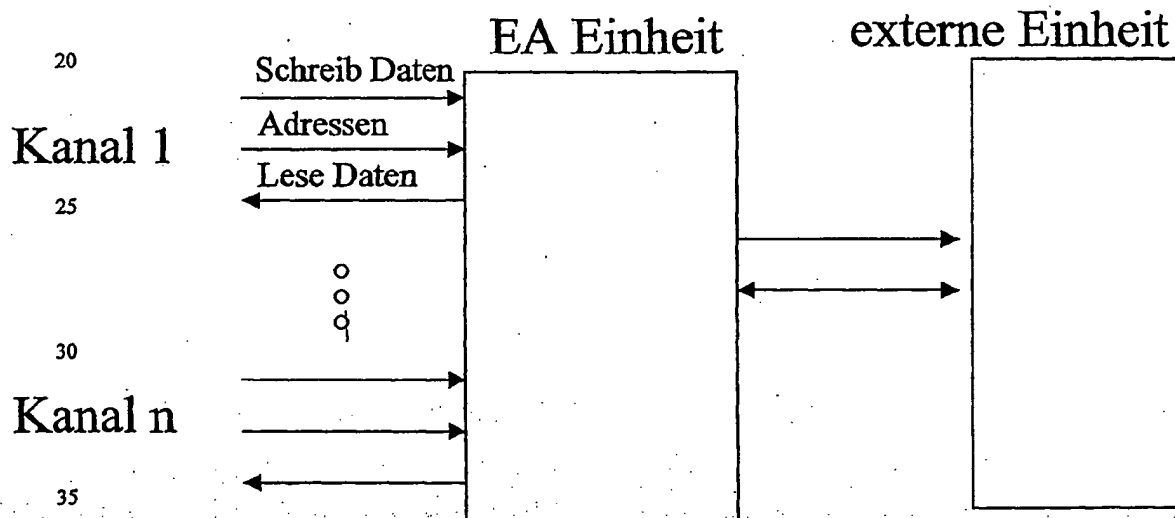 EA Einheit
externe Einheit
20
Schreib Daten
Adressen
Kanal 1
Lese Daten
25
30
Kanal n
35